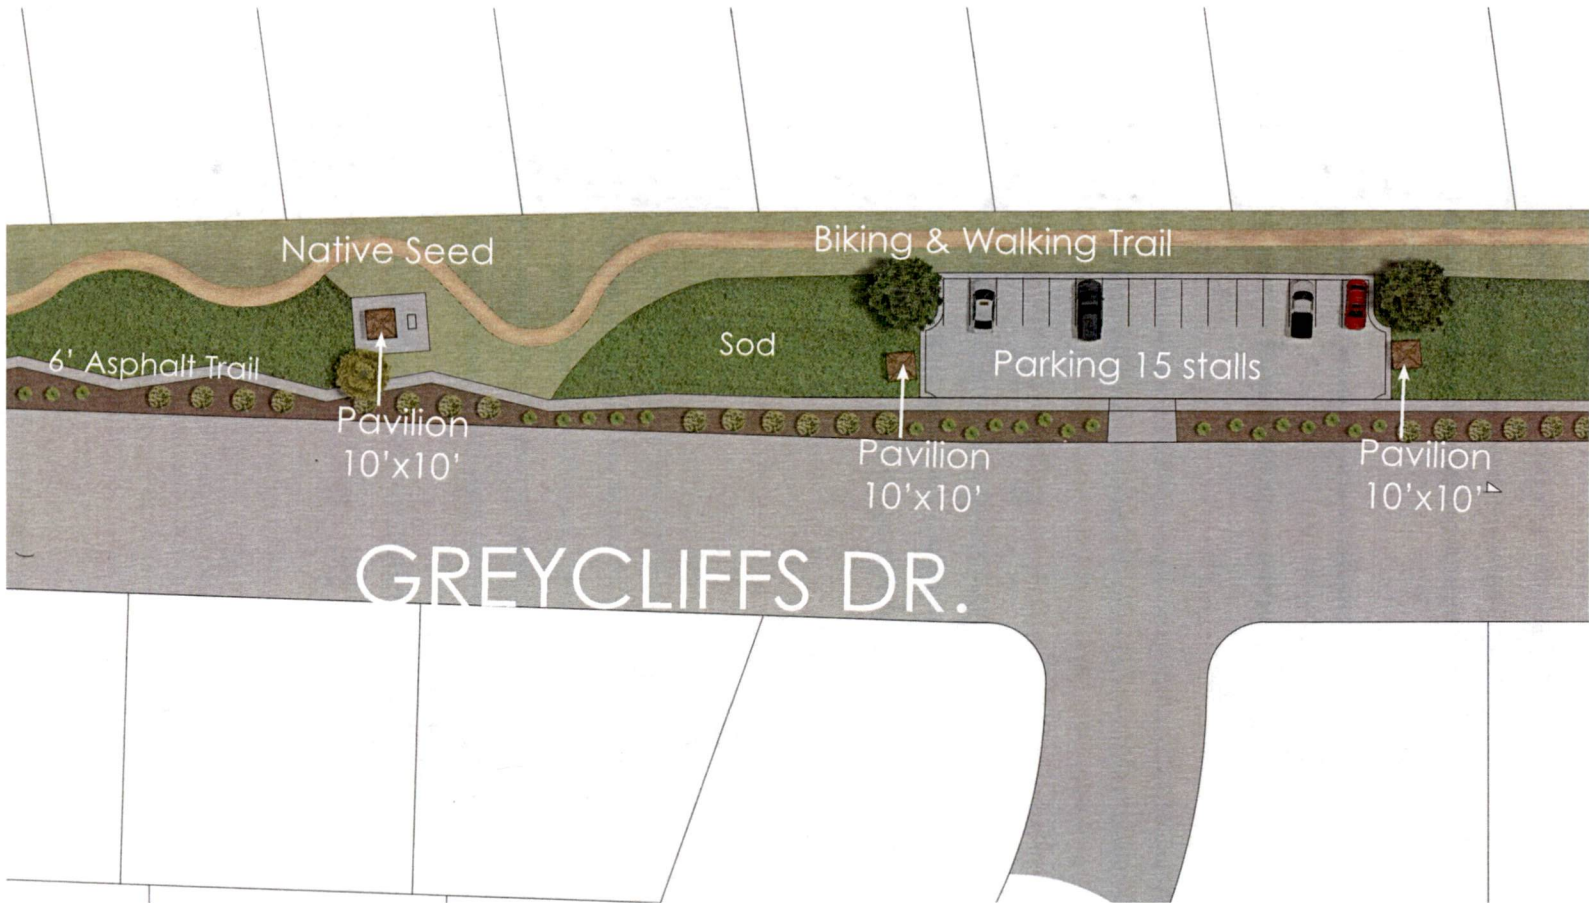 Native Seed
Biking & Walking Trail
Sod
6' Asphalt Trail
Parking 15 stalls
Pavilion
10'x10'
Pavilion
10'x10'
Pavilion
10'x10'
GREYCLIFFS DR.